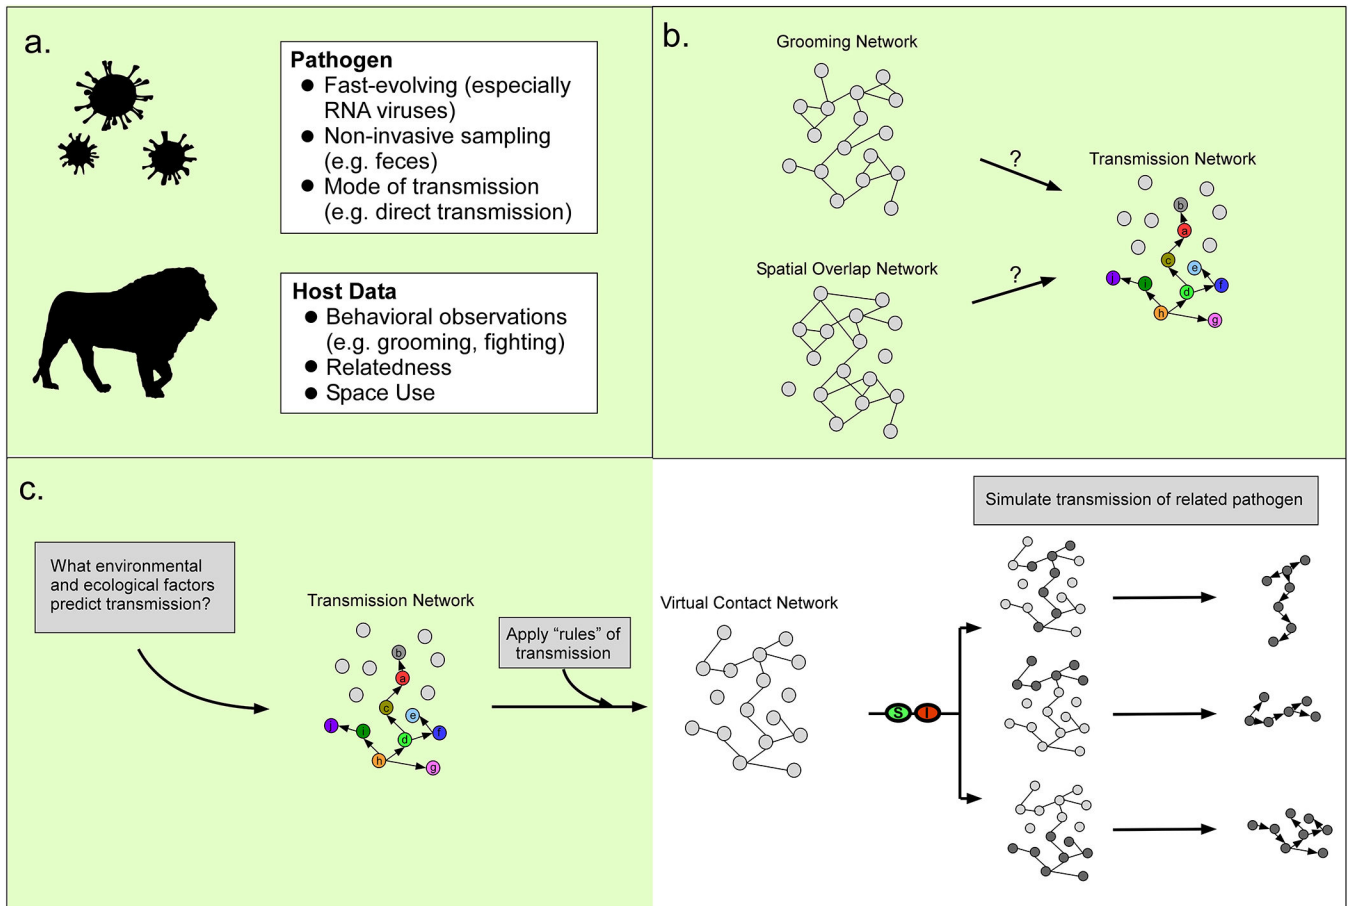 a.
Pathogen
● Fast-evolving (especially
RNA viruses)
● Non-invasive sampling
(e.g. feces)
● Mode of transmission
(e.g. direct transmission)
Host Data
● Behavioral observations
(e.g. grooming, fighting)
● Relatedness
● Space Use
b.
Grooming Network
?
Spatial Overlap Network
?
Transmission Network
b
a
c
e
j
i
d
f
h
g
c.
What environmental
and ecological factors
predict transmission?
Transmission Network
b
a
c
e
j
i
d
f
h
g
Apply “rules” of
transmission
Virtual Contact Network
S I
Simulate transmission of related pathogen